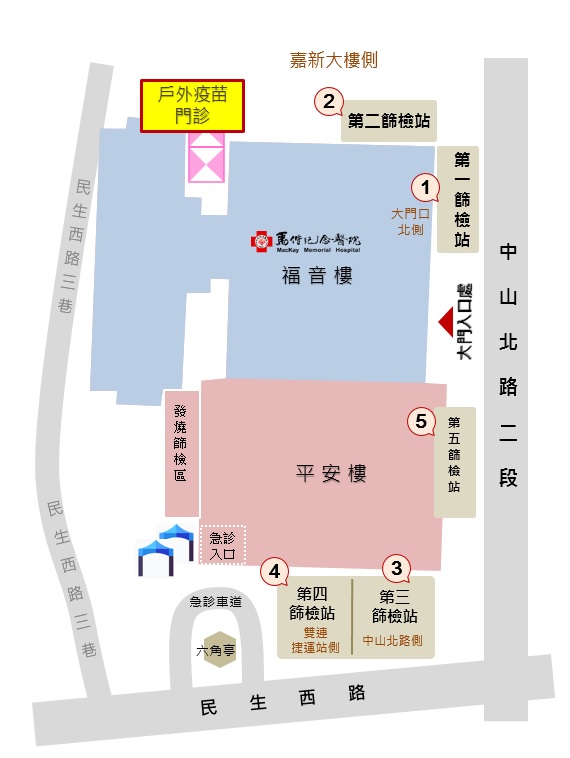 嘉新大樓側
戶外疫苗
門診
2
第二篩檢站
1
第一篩檢站
大門口
北側
民生西路三巷
馬偕紀念醫院
MacKay Memorial Hospital
福音樓
大門入口處
中山北路二段
發燒篩檢區
平安樓
5
第五篩檢站
急診
入口
民生西路三巷
4
第四
篩檢站
雙連
捷運站側
3
第三
篩檢站
中山北路側
急診車道
六角亭
民生西路